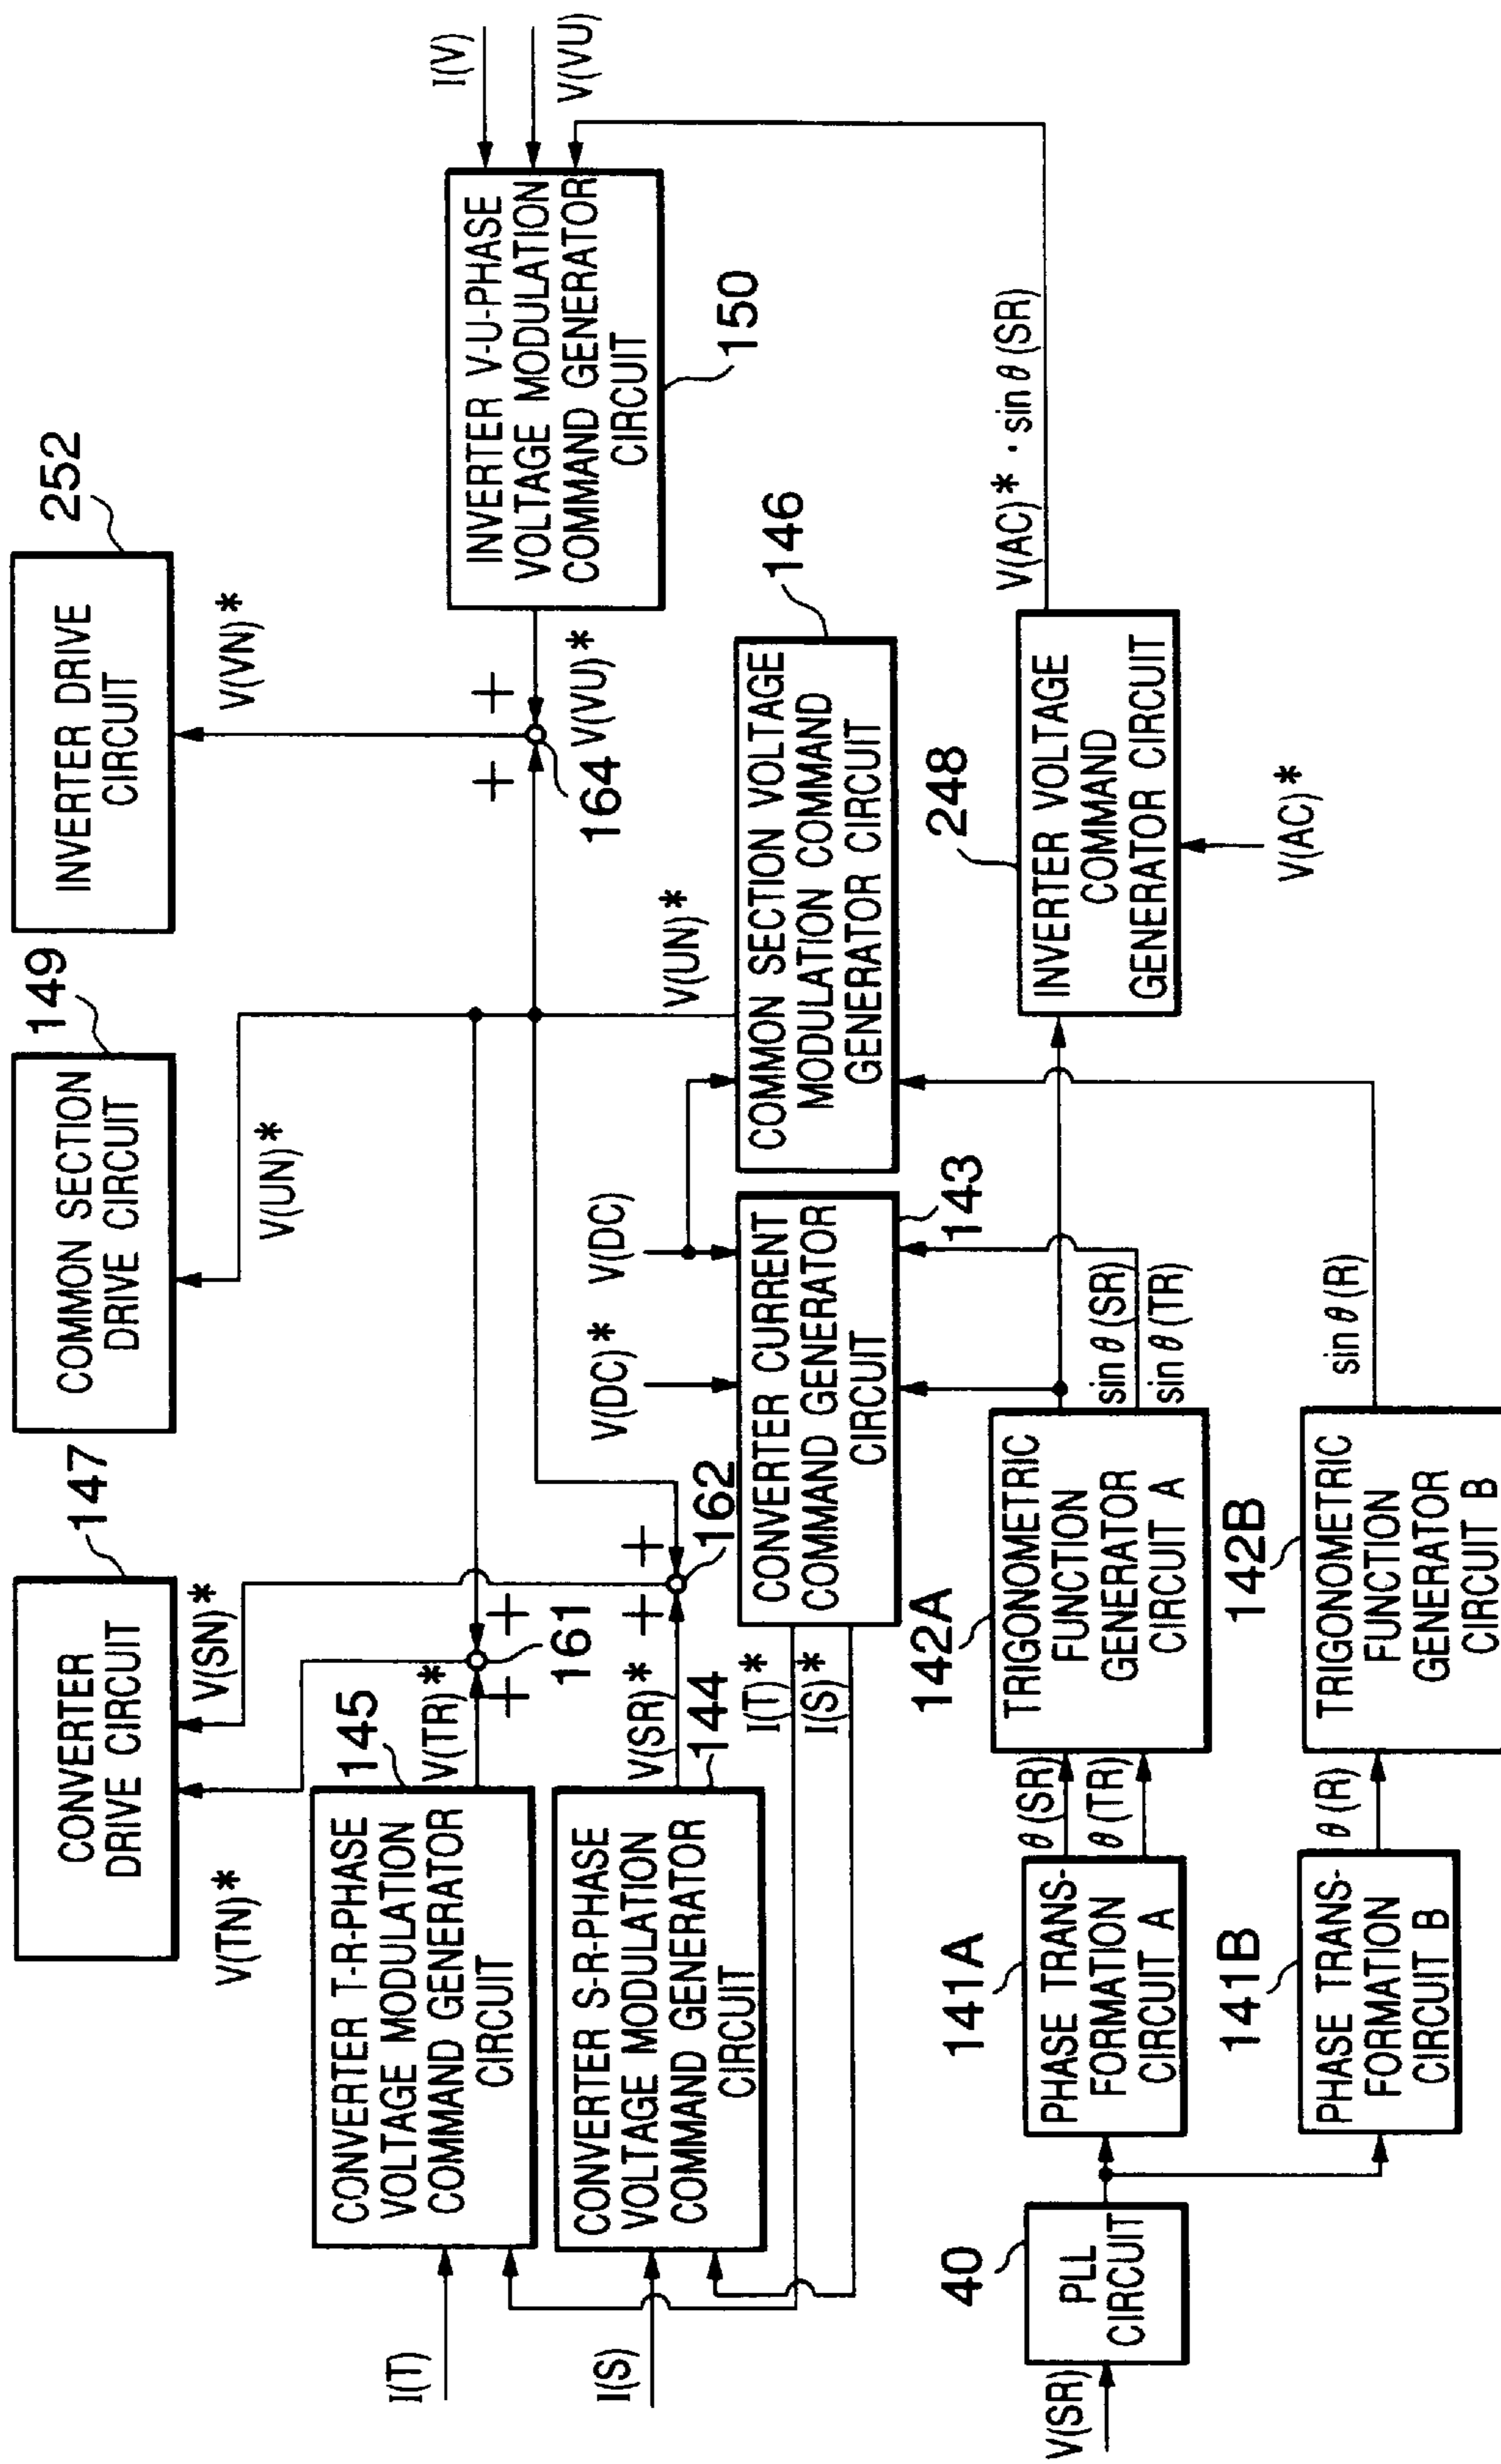 CONVERTER
DRIVE CIRCUIT
147
COMMON SECTION
DRIVE CIRCUIT
149
INVERTER DRIVE
CIRCUIT
252
V(TN)*
V(SN)*
V(UN)*
V(VN)*
I(T)
CONVERTER T-R-PHASE
VOLTAGE MODULATION
COMMAND GENERATOR
CIRCUIT
145
V(TR)*
+
+
161
I(S)
CONVERTER S-R-PHASE
VOLTAGE MODULATION
COMMAND GENERATOR
CIRCUIT
144
V(SR)*
+
+
162
+
+
164
V(VU)*
INVERTER V-U-PHASE
VOLTAGE MODULATION
COMMAND GENERATOR
CIRCUIT
150
I(V)
V(VU)
I(T)*
I(S)*
V(DC)*
V(DC)
CONVERTER CURRENT
COMMAND GENERATOR
CIRCUIT
143
V(UN)*
COMMON SECTION VOLTAGE
MODULATION COMMAND
GENERATOR CIRCUIT
146
V(SR)
PLL
CIRCUIT
40
PHASE TRANS-
FORMATION
CIRCUIT A
141A
θ(SR)
θ(TR)
TRIGONOMETRIC
FUNCTION
GENERATOR
CIRCUIT A
142A
sin θ(SR)
sin θ(TR)
INVERTER VOLTAGE
COMMAND
GENERATOR CIRCUIT
248
V(AC)*
V(AC)*・sin θ(SR)
PHASE TRANS-
FORMATION
CIRCUIT B
141B
θ(R)
TRIGONOMETRIC
FUNCTION
GENERATOR
CIRCUIT B
142B
sin θ(R)